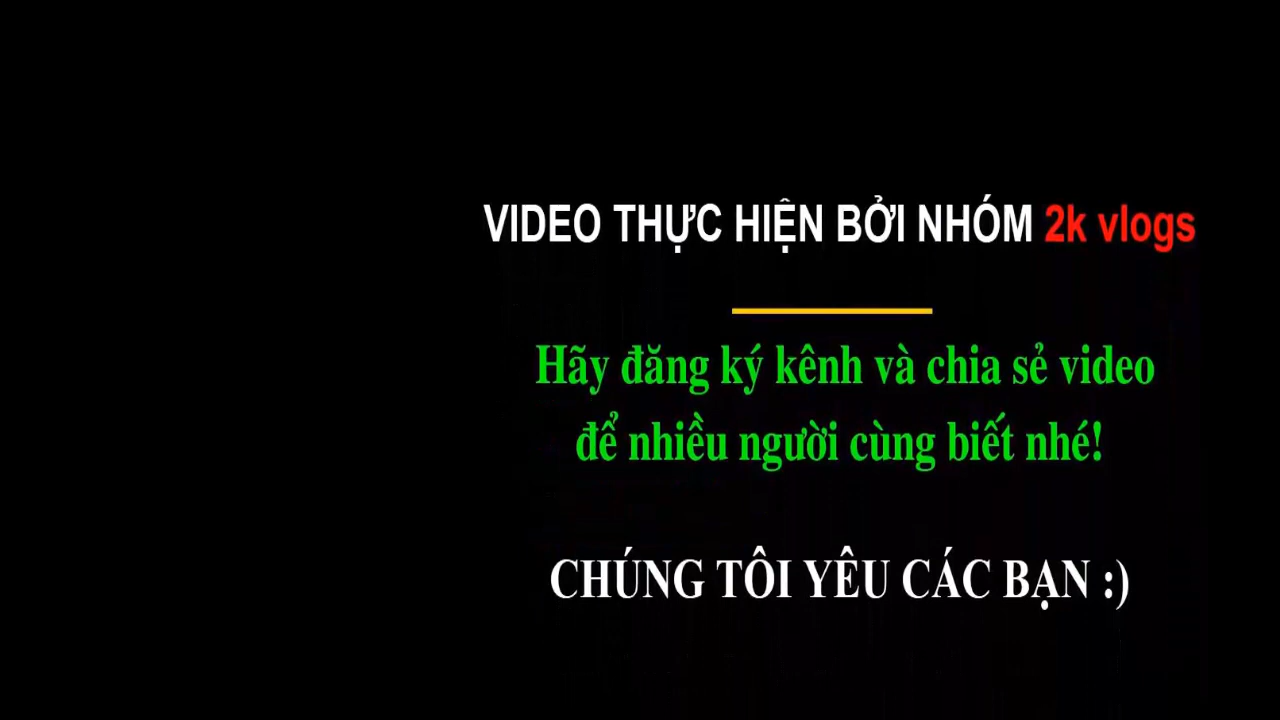 VIDEO THỰC HIỆN BỞI NHÓM 2k vlogs
Hãy đăng ký kênh và chia sẻ video
để nhiều người cùng biết nhé!
CHÚNG TÔI YÊU CÁC BẠN :)